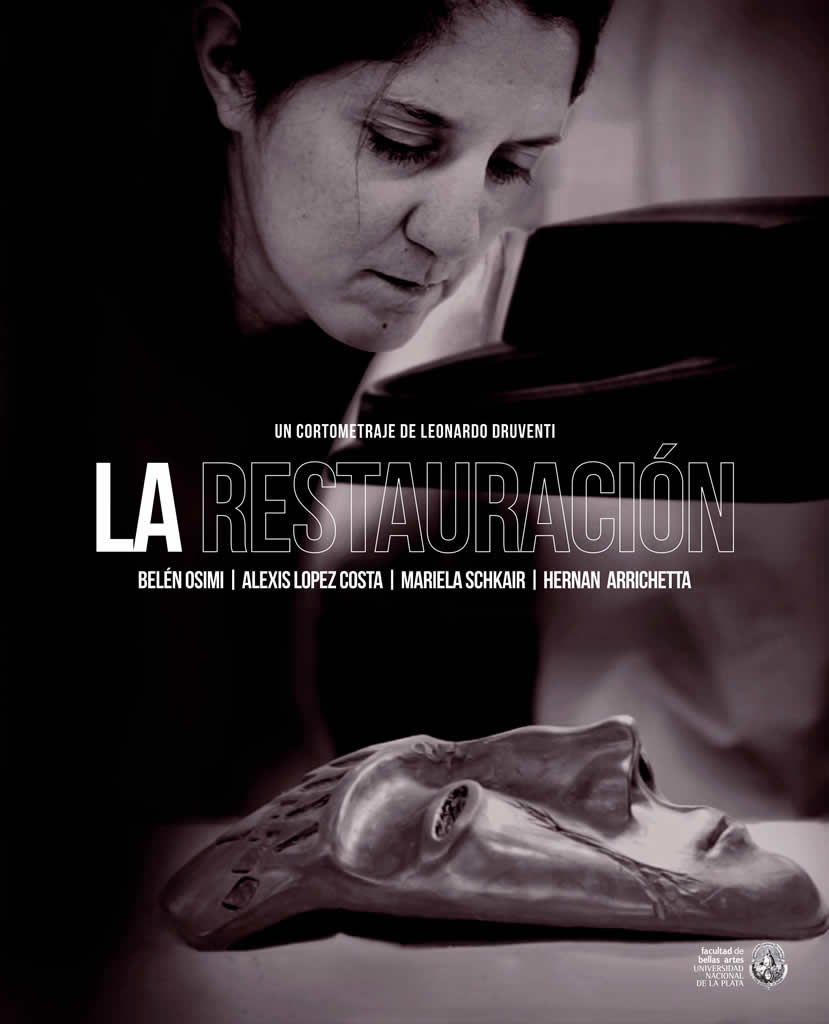 UN CORTOMETRAJE DE LEONARDO DRUVENTI
LA RESTAURACIÓN
BELÉN OSIMI | ALEXIS LOPEZ COSTA | MARIELA SCHKAIR | HERNAN ARRICHETTA
facultad de
bellas artes
UNIVERSIDAD
NACIONAL
DE LA PLATA